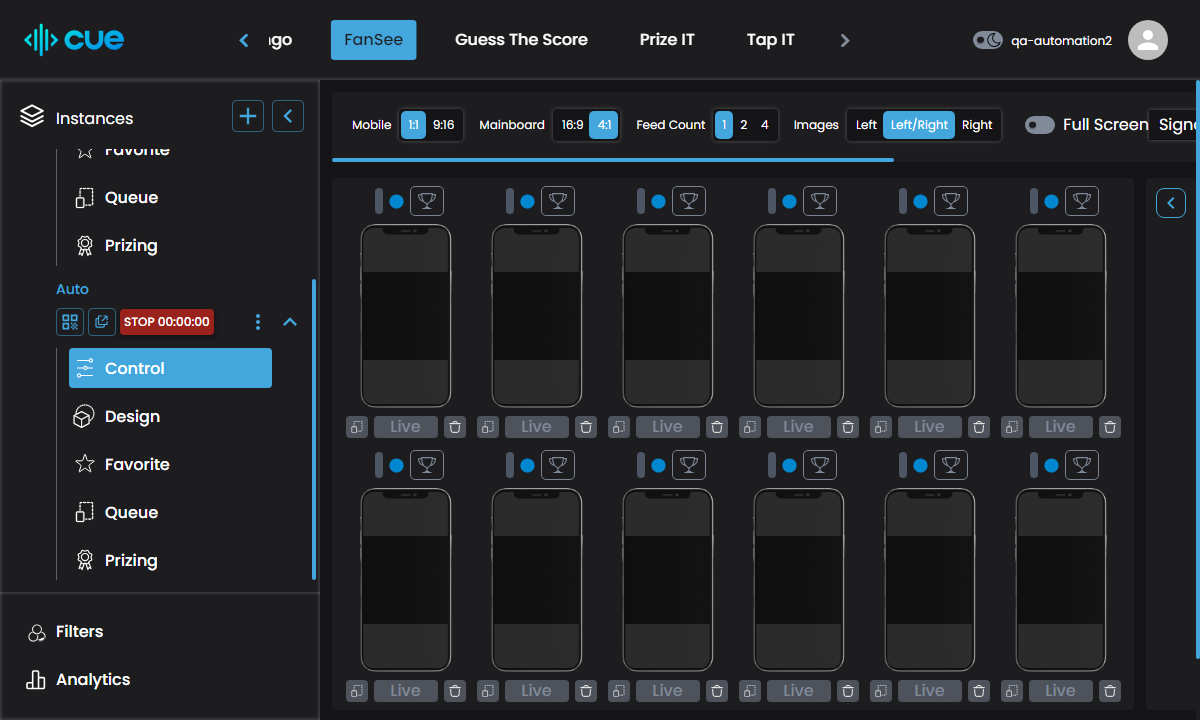 cue
FanSee
Guess The Score
Prize IT
Tap IT
qa-automation2
Instances
Favorite
Queue
Prizing
Auto
STOP 00:00:00
Control
Design
Favorite
Queue
Prizing
Filters
Analytics
Mobile 1:1 9:16 Mainboard 16:9 4:1 Feed Count 1 2 4 Images Left Left/Right Right Full Screen
Live Live Live Live Live Live
Live Live Live Live Live Live